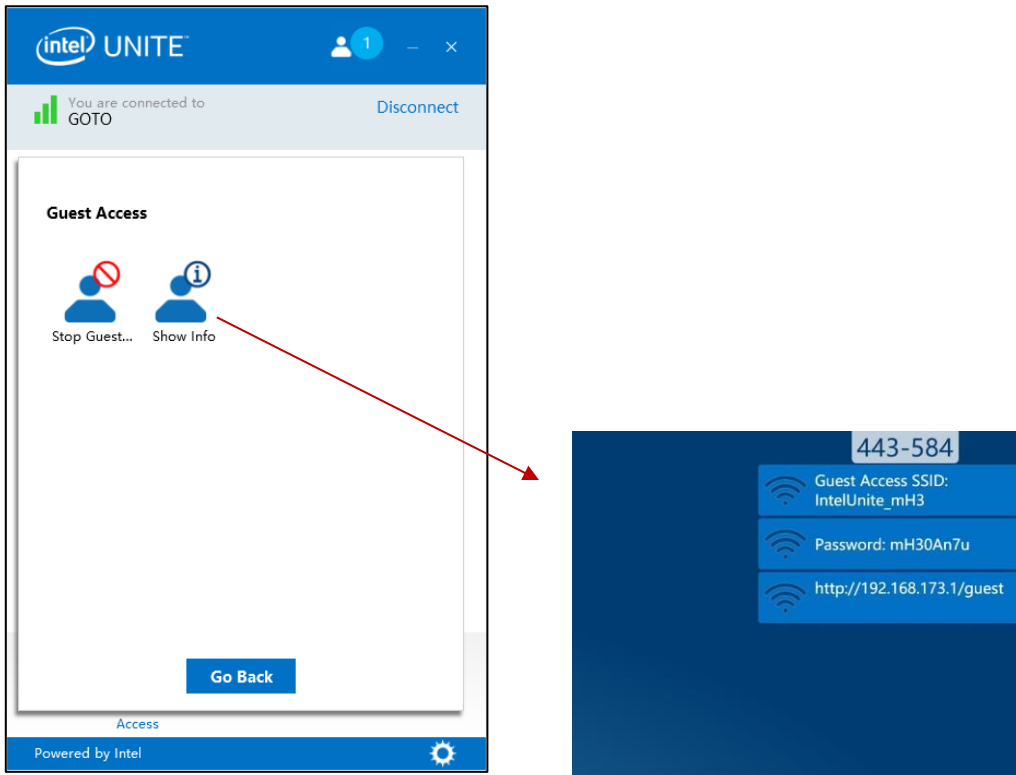 intel UNITE™
1
You are connected to
GOTO
Disconnect
Guest Access
Stop Guest...
Show Info
Go Back
Access
Powered by Intel
443-584
Guest Access SSID:
IntelUnite_mH3
Password: mH30An7u
http://192.168.173.1/guest